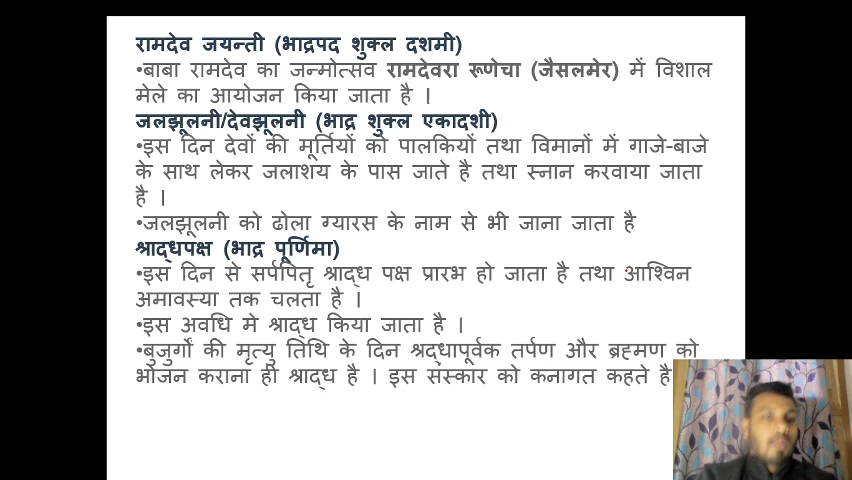 रामदेव जयन्ती (भाद्रपद शुक्ल दशमी)
•बाबा रामदेव का जन्मोत्सव रामदेवरा रूणेचा (जैसलमेर) में विशाल
मेले का आयोजन किया जाता है ।
जलझूलनी/देवझूलनी (भाद्र शुक्ल एकादशी)
•इस दिन देवों की मूर्तियों को पालकियों तथा विमानों में गाजे-बाजे
के साथ लेकर जलाशय के पास जाते है तथा स्नान करवाया जाता
है ।
•जलझूलनी को ढोला ग्यारस के नाम से भी जाना जाता है
श्राद्धपक्ष (भाद्र पूर्णिमा)
•इस दिन से सर्पपितृ श्राद्ध पक्ष प्रारभ हो जाता है तथा आश्विन
अमावस्या तक चलता है ।
•इस अवधि मे श्राद्ध किया जाता है ।
•बुजुर्गों की मृत्यु तिथि के दिन श्रद्धापूर्वक तर्पण और ब्रह्मण को
भोजन कराना ही श्राद्ध है । इस संस्कार को कनागत कहते है